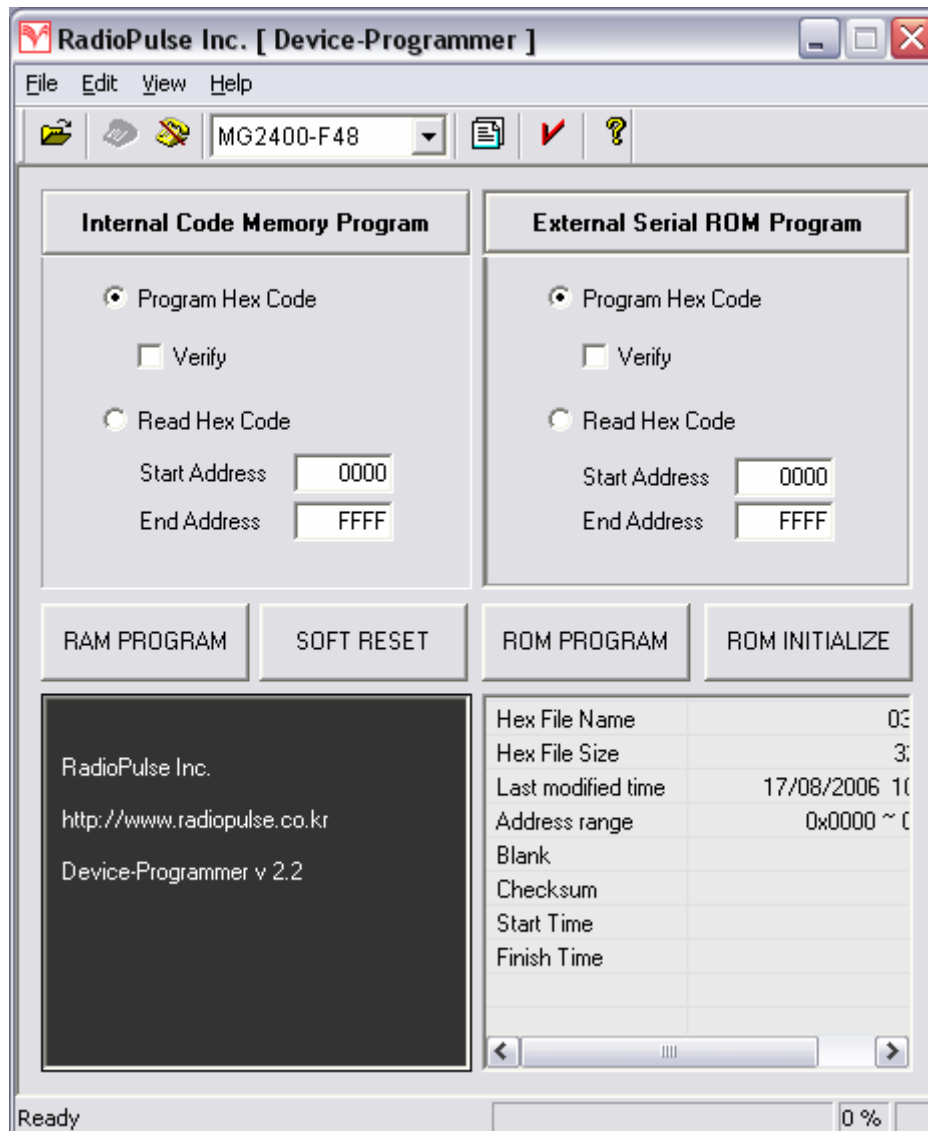 RadioPulse Inc. [ Device-Programmer ]
File Edit View Help
MG2400-F48
Internal Code Memory Program
Program Hex Code
Verify
Read Hex Code
Start Address 0000
End Address FFFF
External Serial ROM Program
Program Hex Code
Verify
Read Hex Code
Start Address 0000
End Address FFFF
RAM PROGRAM SOFT RESET ROM PROGRAM ROM INITIALIZE
RadioPulse Inc.
http://www.radiopulse.co.kr
Device-Programmer v 2.2
Hex File Name
Hex File Size
Last modified time 17/08/2006
Address range 0x0000 ~
Blank
Checksum
Start Time
Finish Time
Ready 0 %